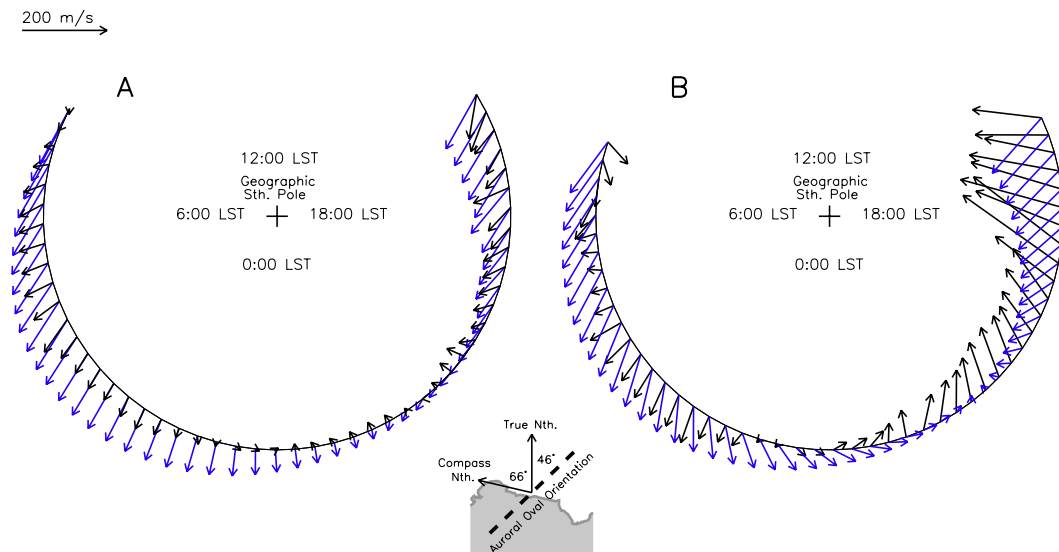 200 m/s
A
12:00 LST
Geographic
Sth. Pole
6:00 LST
18:00 LST
0:00 LST
B
12:00 LST
Geographic
Sth. Pole
6:00 LST
18:00 LST
0:00 LST
True Nth.
46°
Compass
Nth.
66°
Auroral Oval Orientation